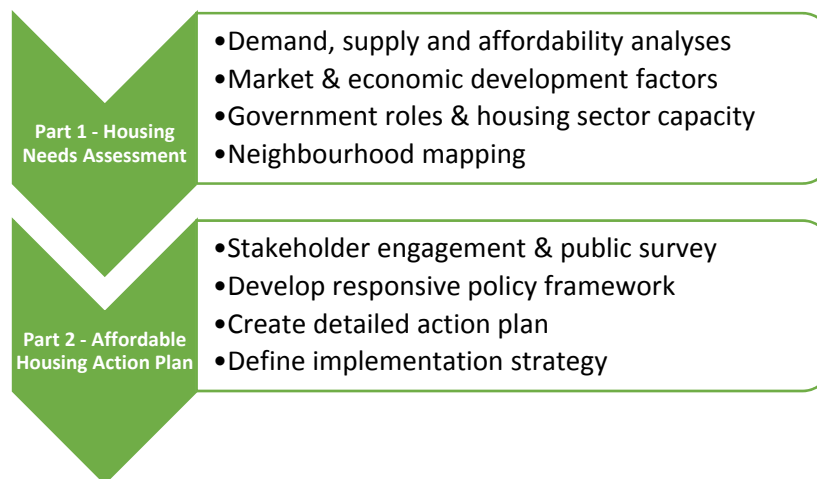 Part 1 - Housing
Needs Assessment
•Demand, supply and affordability analyses
•Market & economic development factors
•Government roles & housing sector capacity
•Neighbourhood mapping
Part 2 - Affordable
Housing Action Plan
•Stakeholder engagement & public survey
•Develop responsive policy framework
•Create detailed action plan
•Define implementation strategy